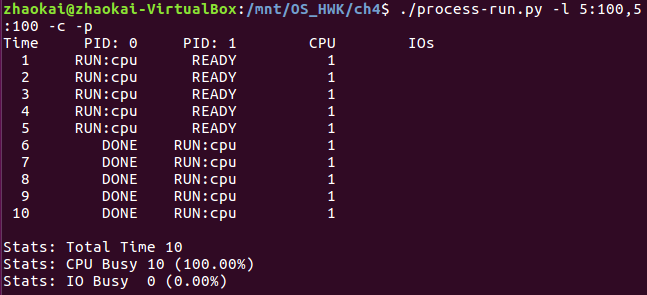 zhaokai@zhaokai-VirtualBox:/mnt/OS_HWK/ch4$ ./process-run.py -l 5:100,5
:100 -c -p
Time     PID: 0     PID: 1        CPU        IOs
  1     RUN:cpu      READY          1
  2     RUN:cpu      READY          1
  3     RUN:cpu      READY          1
  4     RUN:cpu      READY          1
  5     RUN:cpu      READY          1
  6        DONE    RUN:cpu          1
  7        DONE    RUN:cpu          1
  8        DONE    RUN:cpu          1
  9        DONE    RUN:cpu          1
 10        DONE    RUN:cpu          1
Stats: Total Time 10
Stats: CPU Busy 10 (100.00%)
Stats: IO Busy  0 (0.00%)